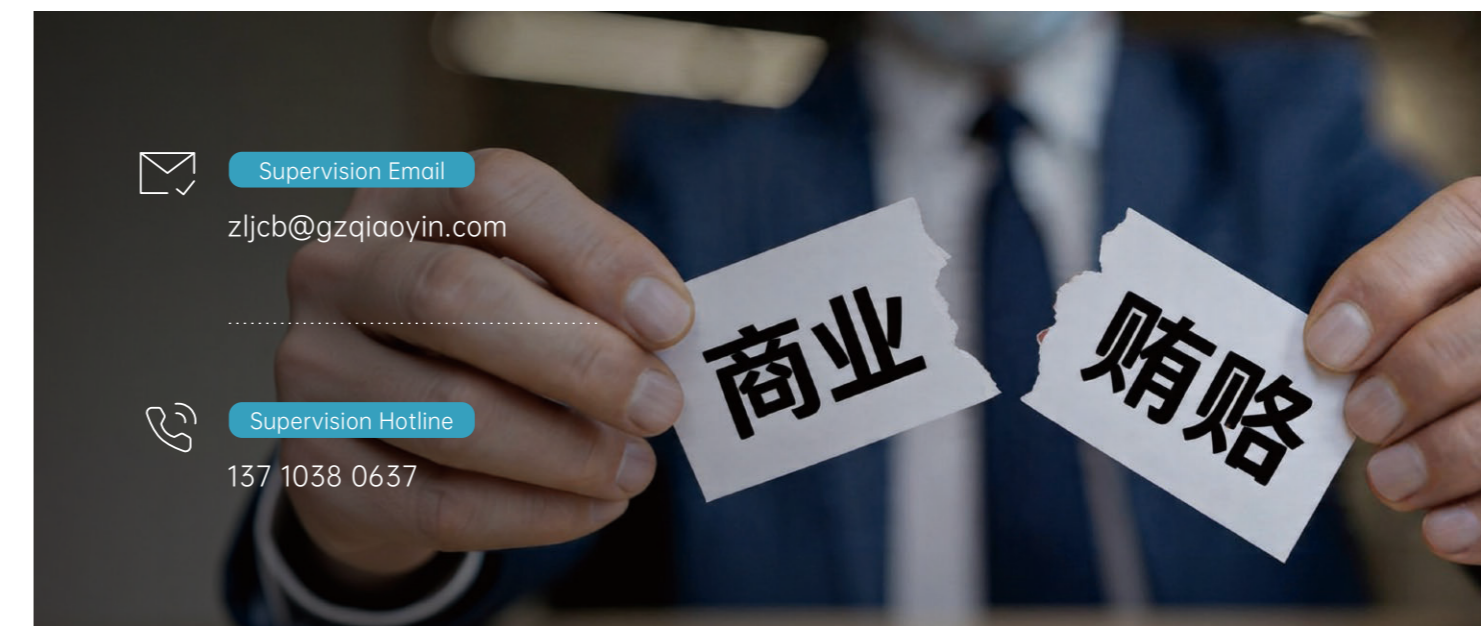 Supervision Email
zljcb@gzqiaoyin.com
Supervision Hotline
137 1038 0637
商业
贿赂